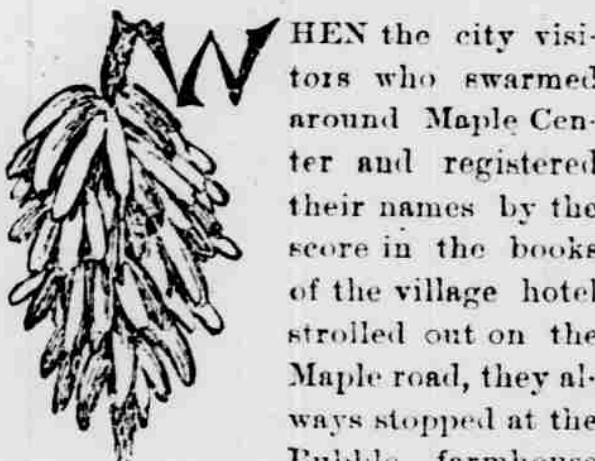 WHEN the city visi-
tors who swarmed
around Maple Cen-
ter and registered
their names by the
score in the books
of the village hotel
strolled out on the
Maple road, they al-
ways stopped at the
farmhouse